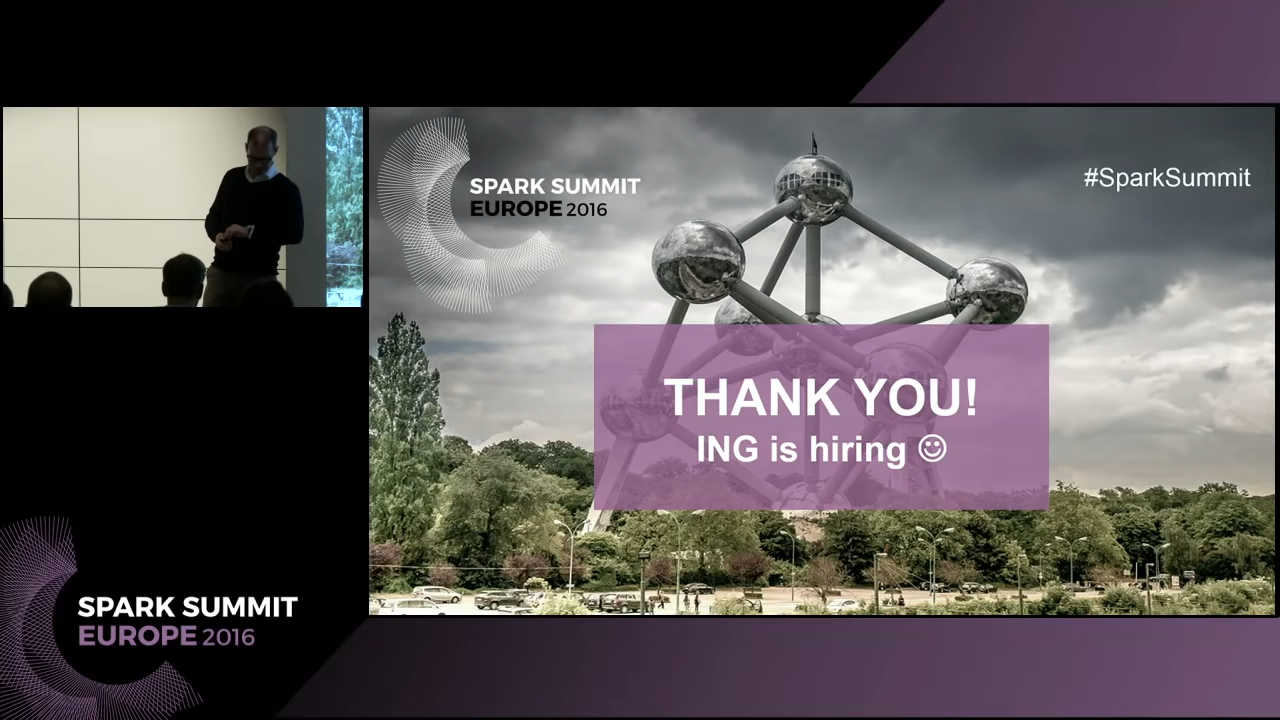 SPARK SUMMIT
EUROPE 2016
#SparkSummit
THANK YOU!
ING is hiring ☺
SPARK SUMMIT
EUROPE 2016